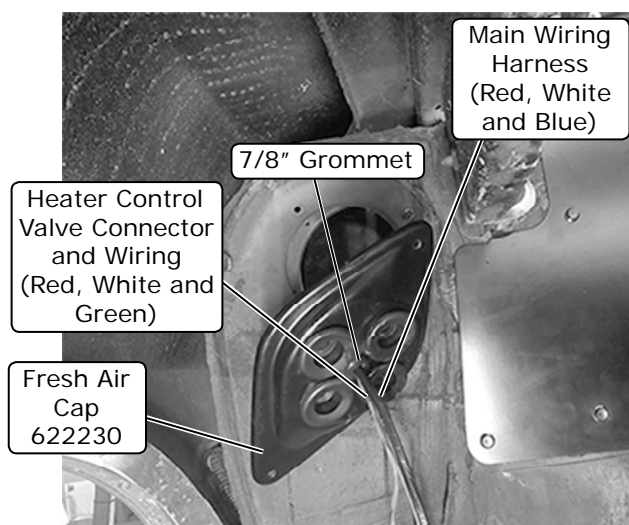 Main Wiring
Harness
(Red, White
and Blue)
7/8" Grommet
Heater Control
Valve Connector
and Wiring
(Red, White and
Green)
Fresh Air
Cap
622230